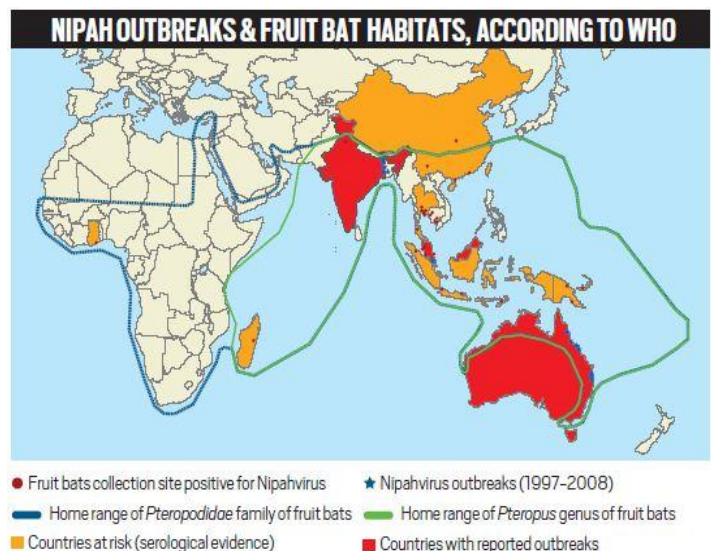 NIPAH OUTBREAKS & FRUIT BAT HABITATS, ACCORDING TO WHO
Fruit bats collection site positive for Nipahvirus
Nipahvirus outbreaks (1997–2008)
Home range of Pteropodidae family of fruit bats
Home range of Pteropus genus of fruit bats
Countries at risk (serological evidence)
Countries with reported outbreaks